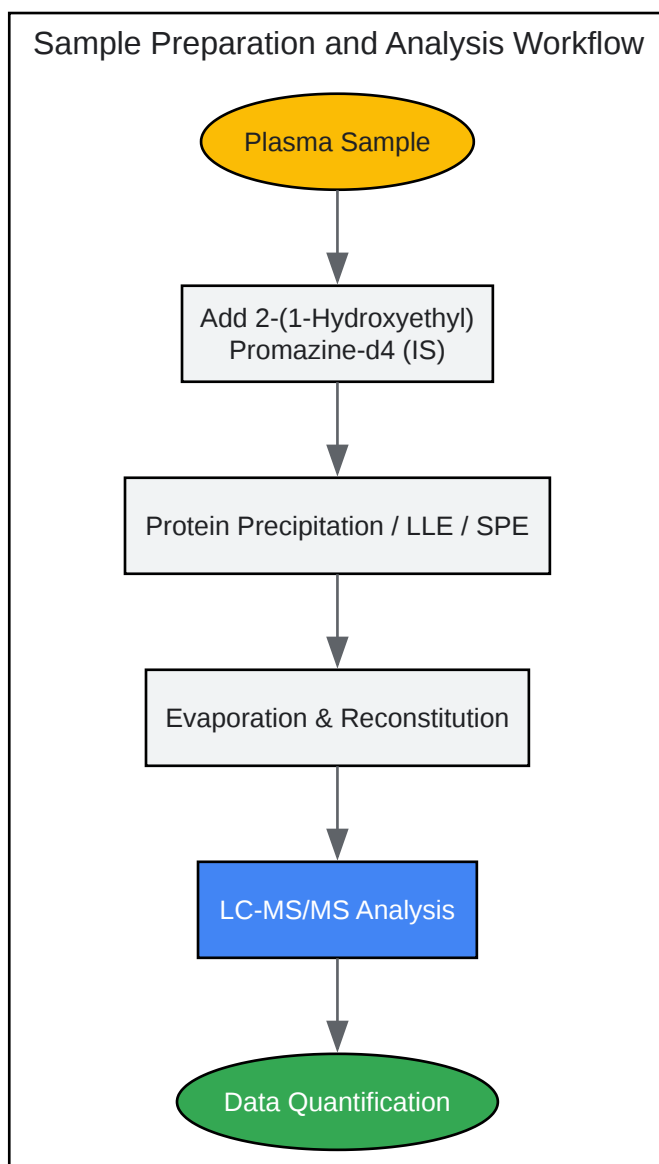 Sample Preparation and Analysis Workflow
Plasma Sample
Add 2-(1-Hydroxyethyl)
Promazine-d4 (IS)
Protein Precipitation / LLE / SPE
Evaporation & Reconstitution
LC-MS/MS Analysis
Data Quantification